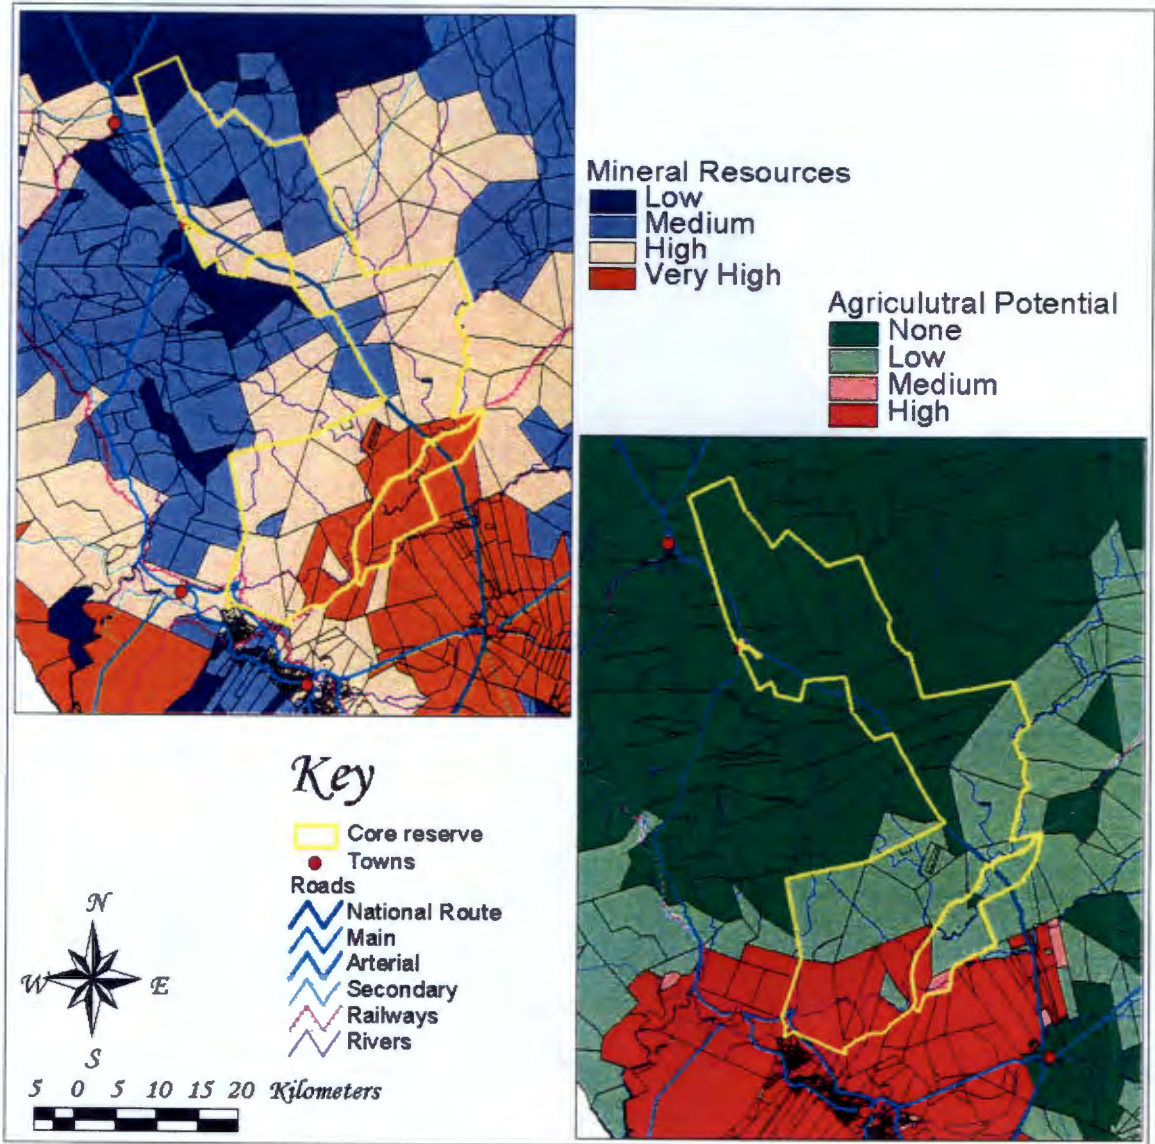 Mineral Resources
Low
Medium
High
Very High
Agriculutral Potential
None
Low
Medium
High
Key
Core reserve
Towns
Roads
National Route
Main
Arterial
Secondary
Railways
Rivers
N
W E
S
5 0 5 10 15 20 Kilometers